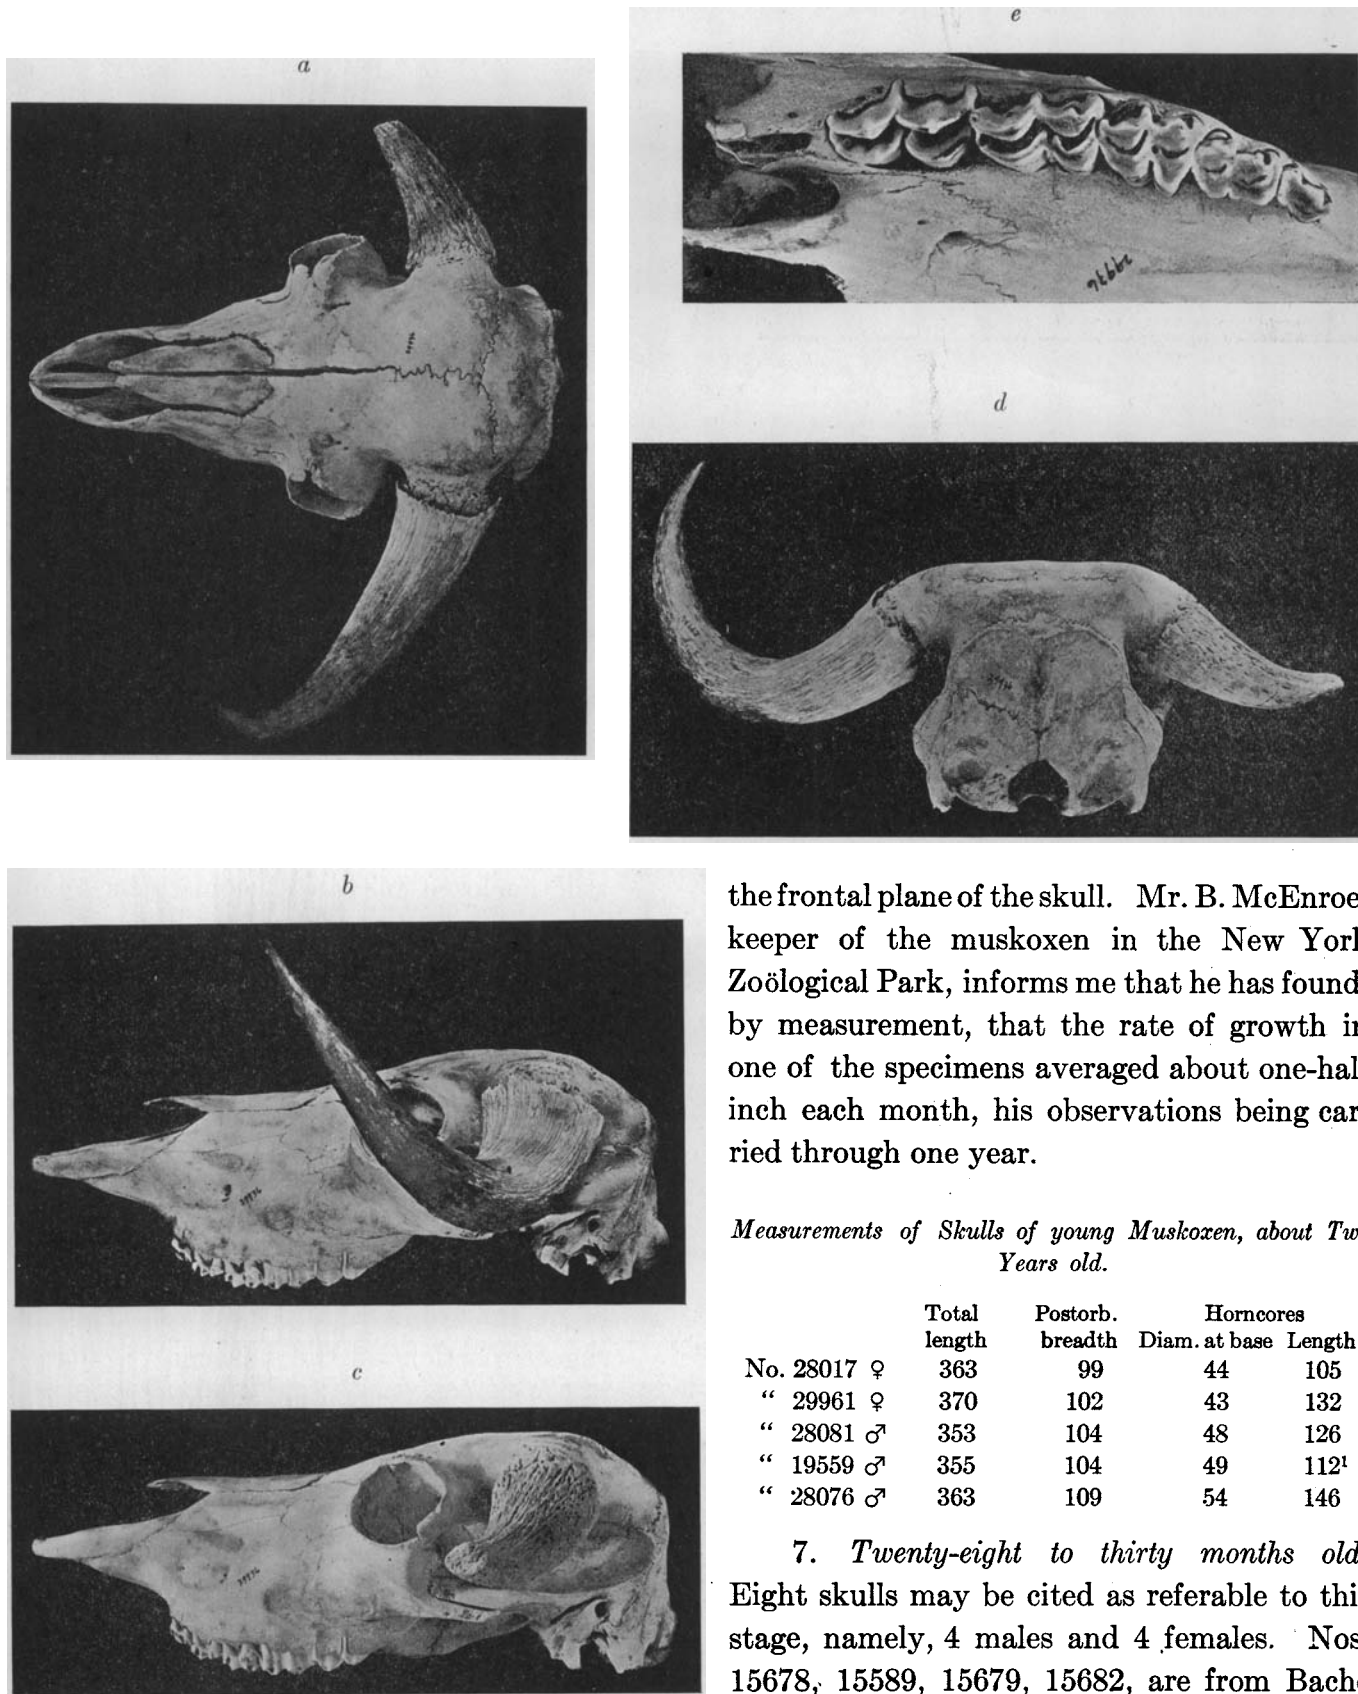 a
e
29936
d
b
c
the frontal plane of the skull. Mr. B. McEnroe
keeper of the muskoxen in the New Yorl
Zoölogical Park, informs me that he has found
by measurement, that the rate of growth in
one of the specimens averaged about one-hal
inch each month, his observations being car
ried through one year.
Measurements of Skulls of young Muskoxen, about Tw
Years old.
Total Postorb. Horncores
length breadth Diam. at base Length
No. 28017 ♀ 363 99 44 105
“ 29961 ♀ 370 102 43 132
“ 28081 ♂ 353 104 48 126
“ 19559 ♂ 355 104 49 112¹
“ 28076 ♂ 363 109 54 146
7. Twenty-eight to thirty months old
Eight skulls may be cited as referable to thi
stage, namely, 4 males and 4 females. Nos
15678, 15589, 15679, 15682, are from Bach